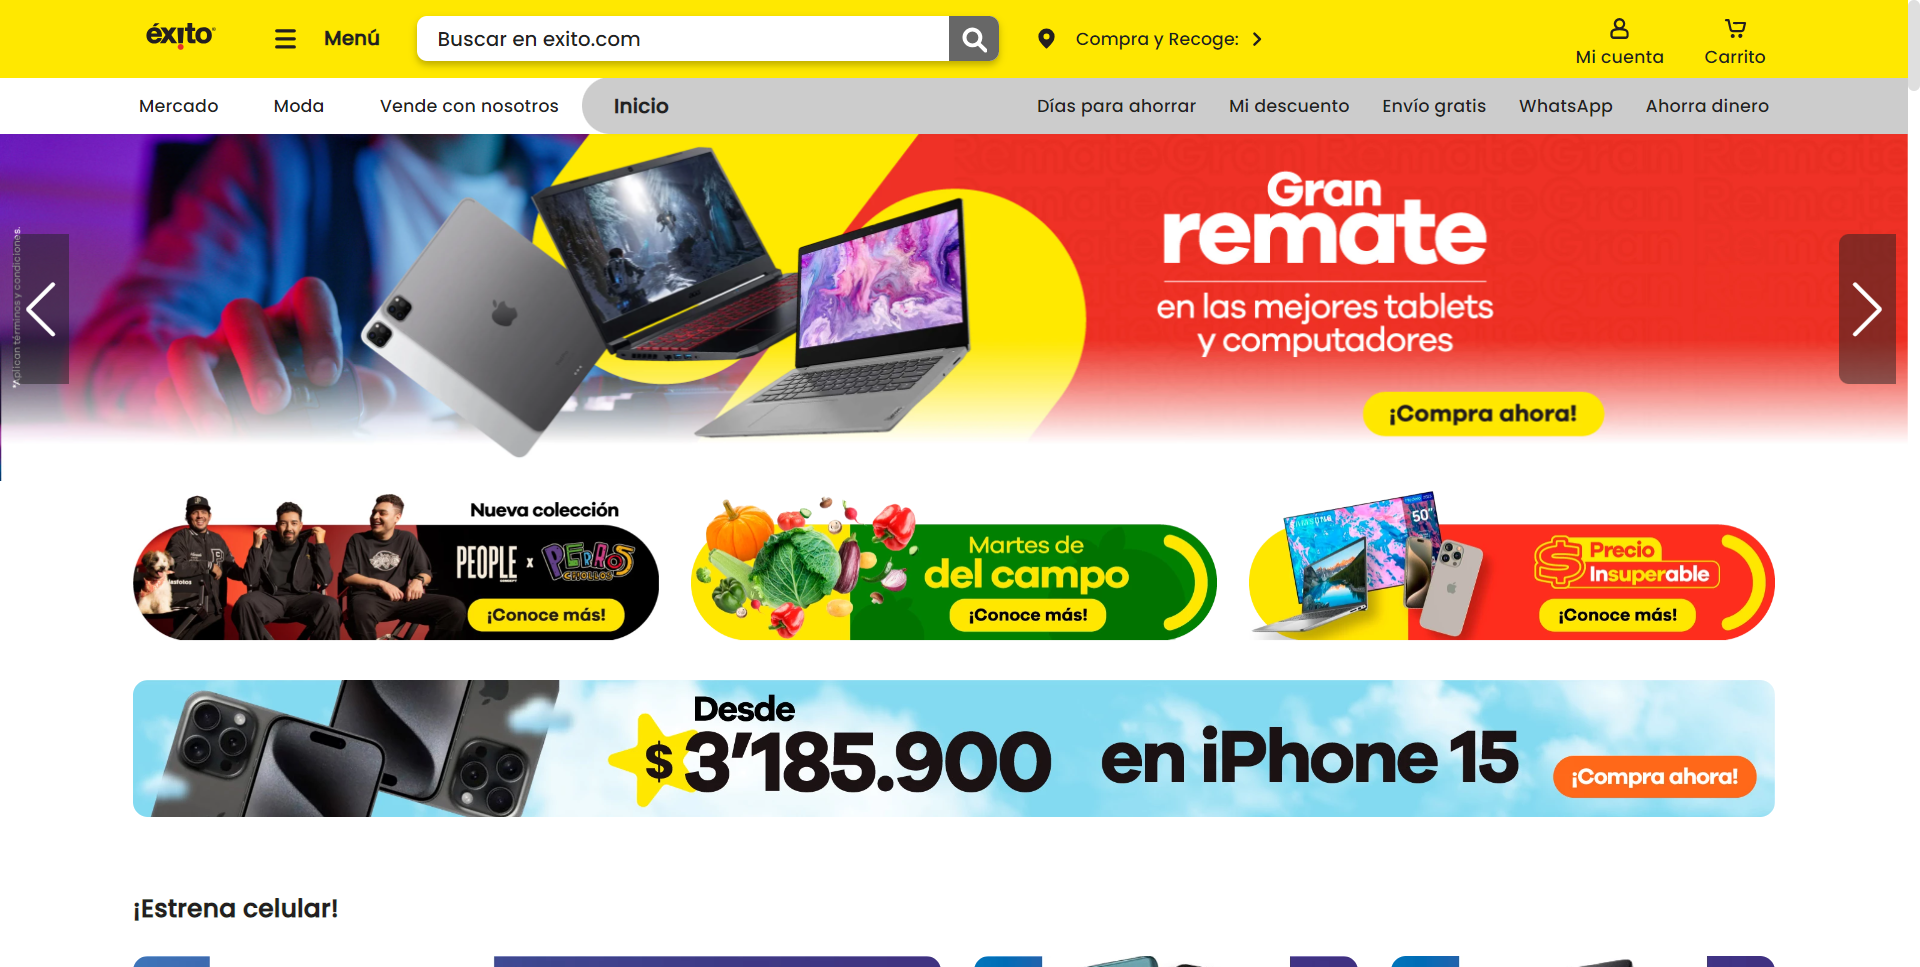 éxito
Menú
Buscar en exito.com
Compra y Recoge:
Mi cuenta
Carrito
Mercado
Moda
Vende con nosotros
Inicio
Días para ahorrar
Mi descuento
Envío gratis
WhatsApp
Ahorra dinero
*Aplican términos y condiciones.
Gran
remate
en las mejores tablets
y computadores
¡Compra ahora!
Nueva colección
PEOPLE x PERROS
CRIOLLOS
¡Conoce más!
Martes de
del campo
¡Conoce más!
SAMSUNG
50"
Precio
Insuperable
¡Conoce más!
Desde
$ 3'185.900 en iPhone 15
¡Compra ahora!
¡Estrena celular!